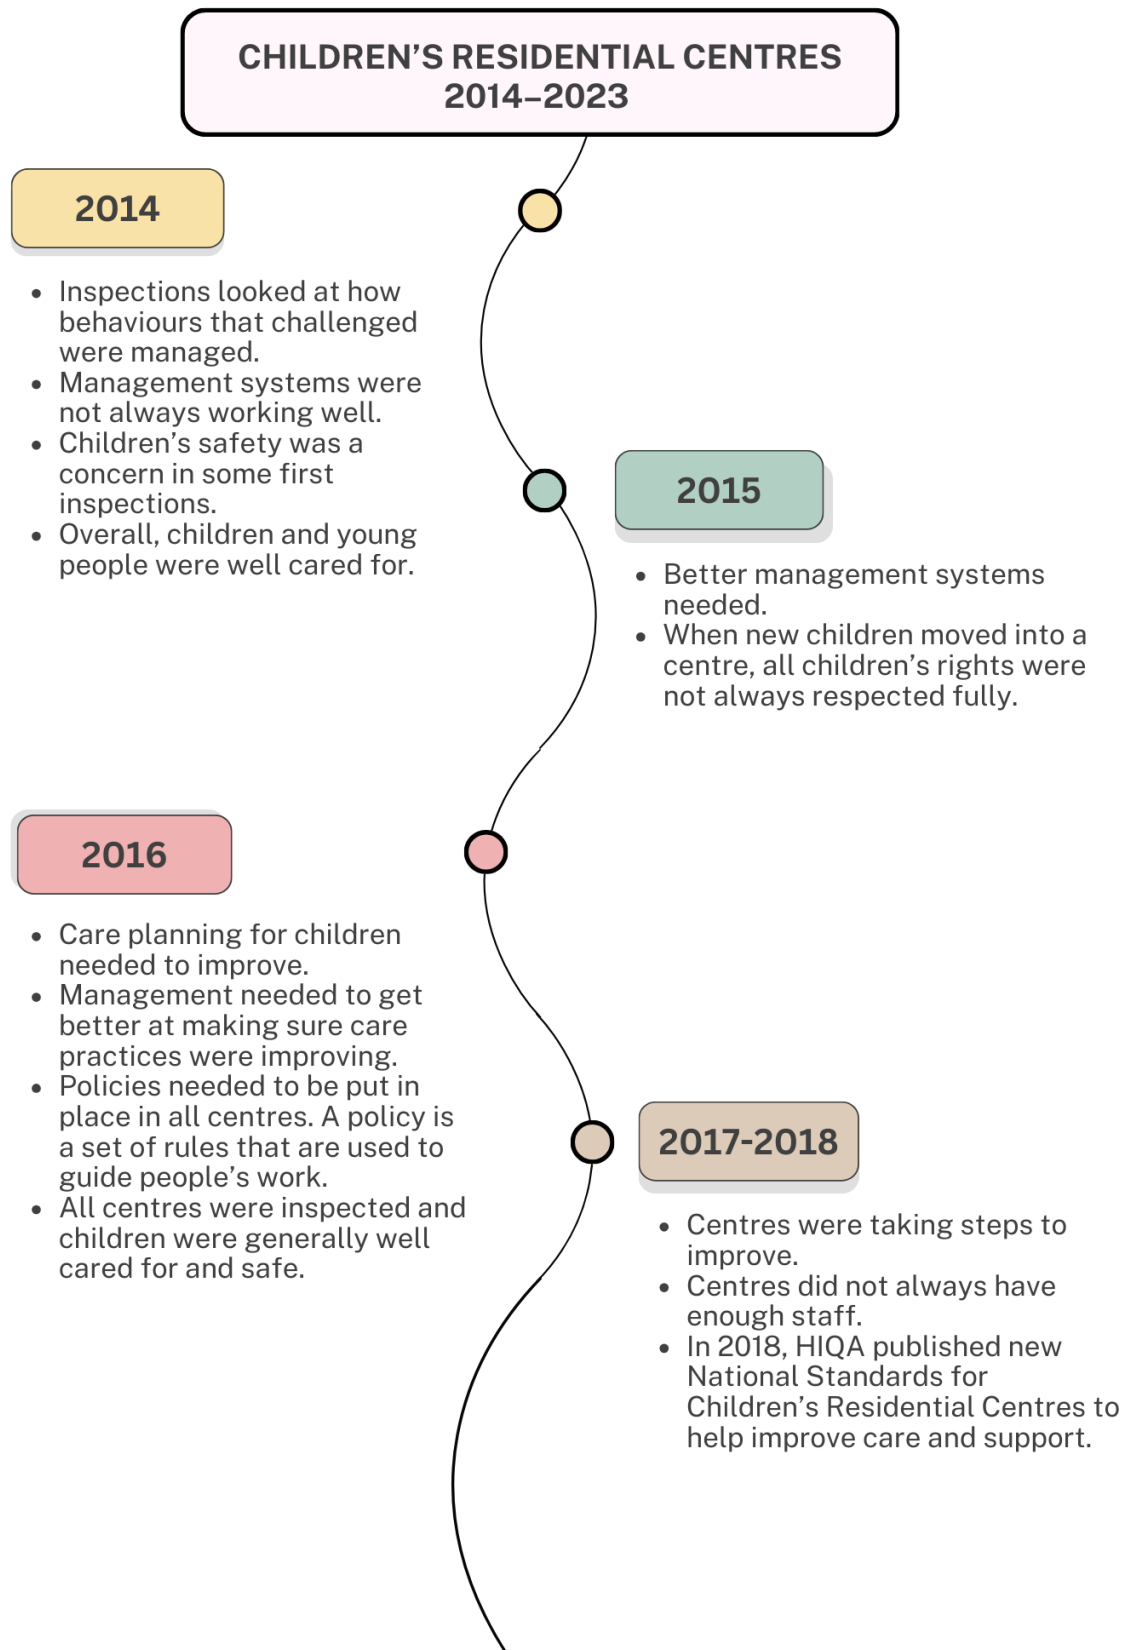 CHILDREN’S RESIDENTIAL CENTRES
2014–2023
2014
• Inspections looked at how
behaviours that challenged
were managed.
• Management systems were
not always working well.
• Children’s safety was a
concern in some first
inspections.
• Overall, children and young
people were well cared for.
2015
• Better management systems
needed.
• When new children moved into a
centre, all children’s rights were
not always respected fully.
2016
• Care planning for children
needed to improve.
• Management needed to get
better at making sure care
practices were improving.
• Policies needed to be put in
place in all centres. A policy is
a set of rules that are used to
guide people’s work.
• All centres were inspected and
children were generally well
cared for and safe.
2017-2018
• Centres were taking steps to
improve.
• Centres did not always have
enough staff.
• In 2018, HIQA published new
National Standards for
Children’s Residential Centres to
help improve care and support.